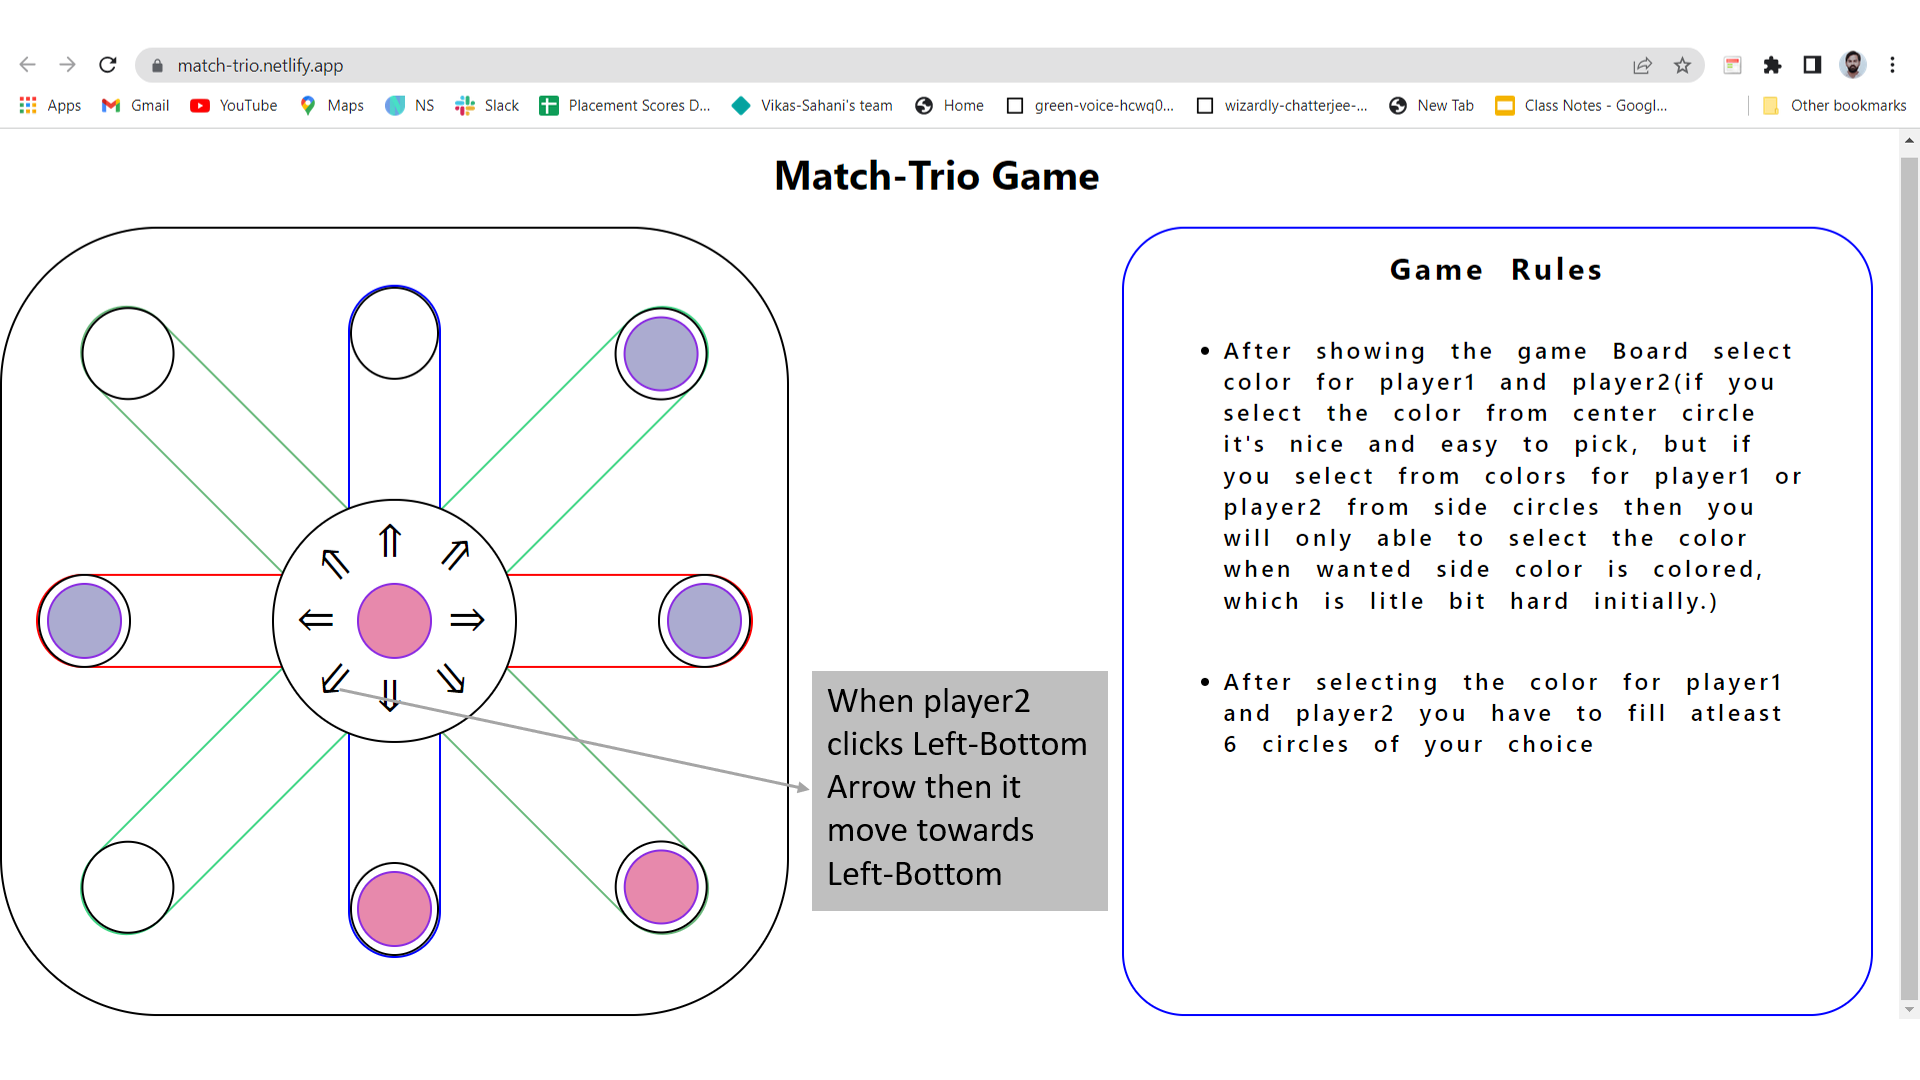 match-trio.netlify.app
Apps Gmail YouTube Maps NS Slack Placement Scores D... Vikas-Sahani's team Home green-voice-hcwq0... wizardly-chatterjee-... New Tab Class Notes - Googl... Other bookmarks
Match-Trio Game
⇖ ⇑ ⇗
⇐ ⇒
⇙ ⇓ ⇘
When player2
clicks Left-Bottom
Arrow then it
move towards
Left-Bottom
Game Rules
• After showing the game Board select
color for player1 and player2(if you
select the color from center circle
it's nice and easy to pick, but if
you select from colors for player1 or
player2 from side circles then you
will only able to select the color
when wanted side color is colored,
which is litle bit hard initially.)
• After selecting the color for player1
and player2 you have to fill atleast
6 circles of your choice